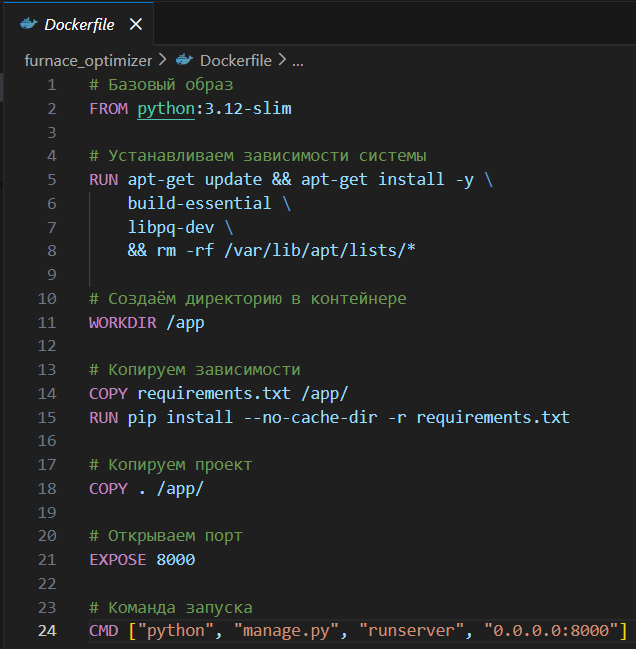 Dockerfile
furnace_optimizer > Dockerfile > ...
1 # Базовый образ
2 FROM python:3.12-slim
3
4 # Устанавливаем зависимости системы
5 RUN apt-get update && apt-get install -y \
6     build-essential \
7     libpq-dev \
8     && rm -rf /var/lib/apt/lists/*
9
10 # Создаём директорию в контейнере
11 WORKDIR /app
12
13 # Копируем зависимости
14 COPY requirements.txt /app/
15 RUN pip install --no-cache-dir -r requirements.txt
16
17 # Копируем проект
18 COPY . /app/
19
20 # Открываем порт
21 EXPOSE 8000
22
23 # Команда запуска
24 CMD ["python", "manage.py", "runserver", "0.0.0.0:8000"]